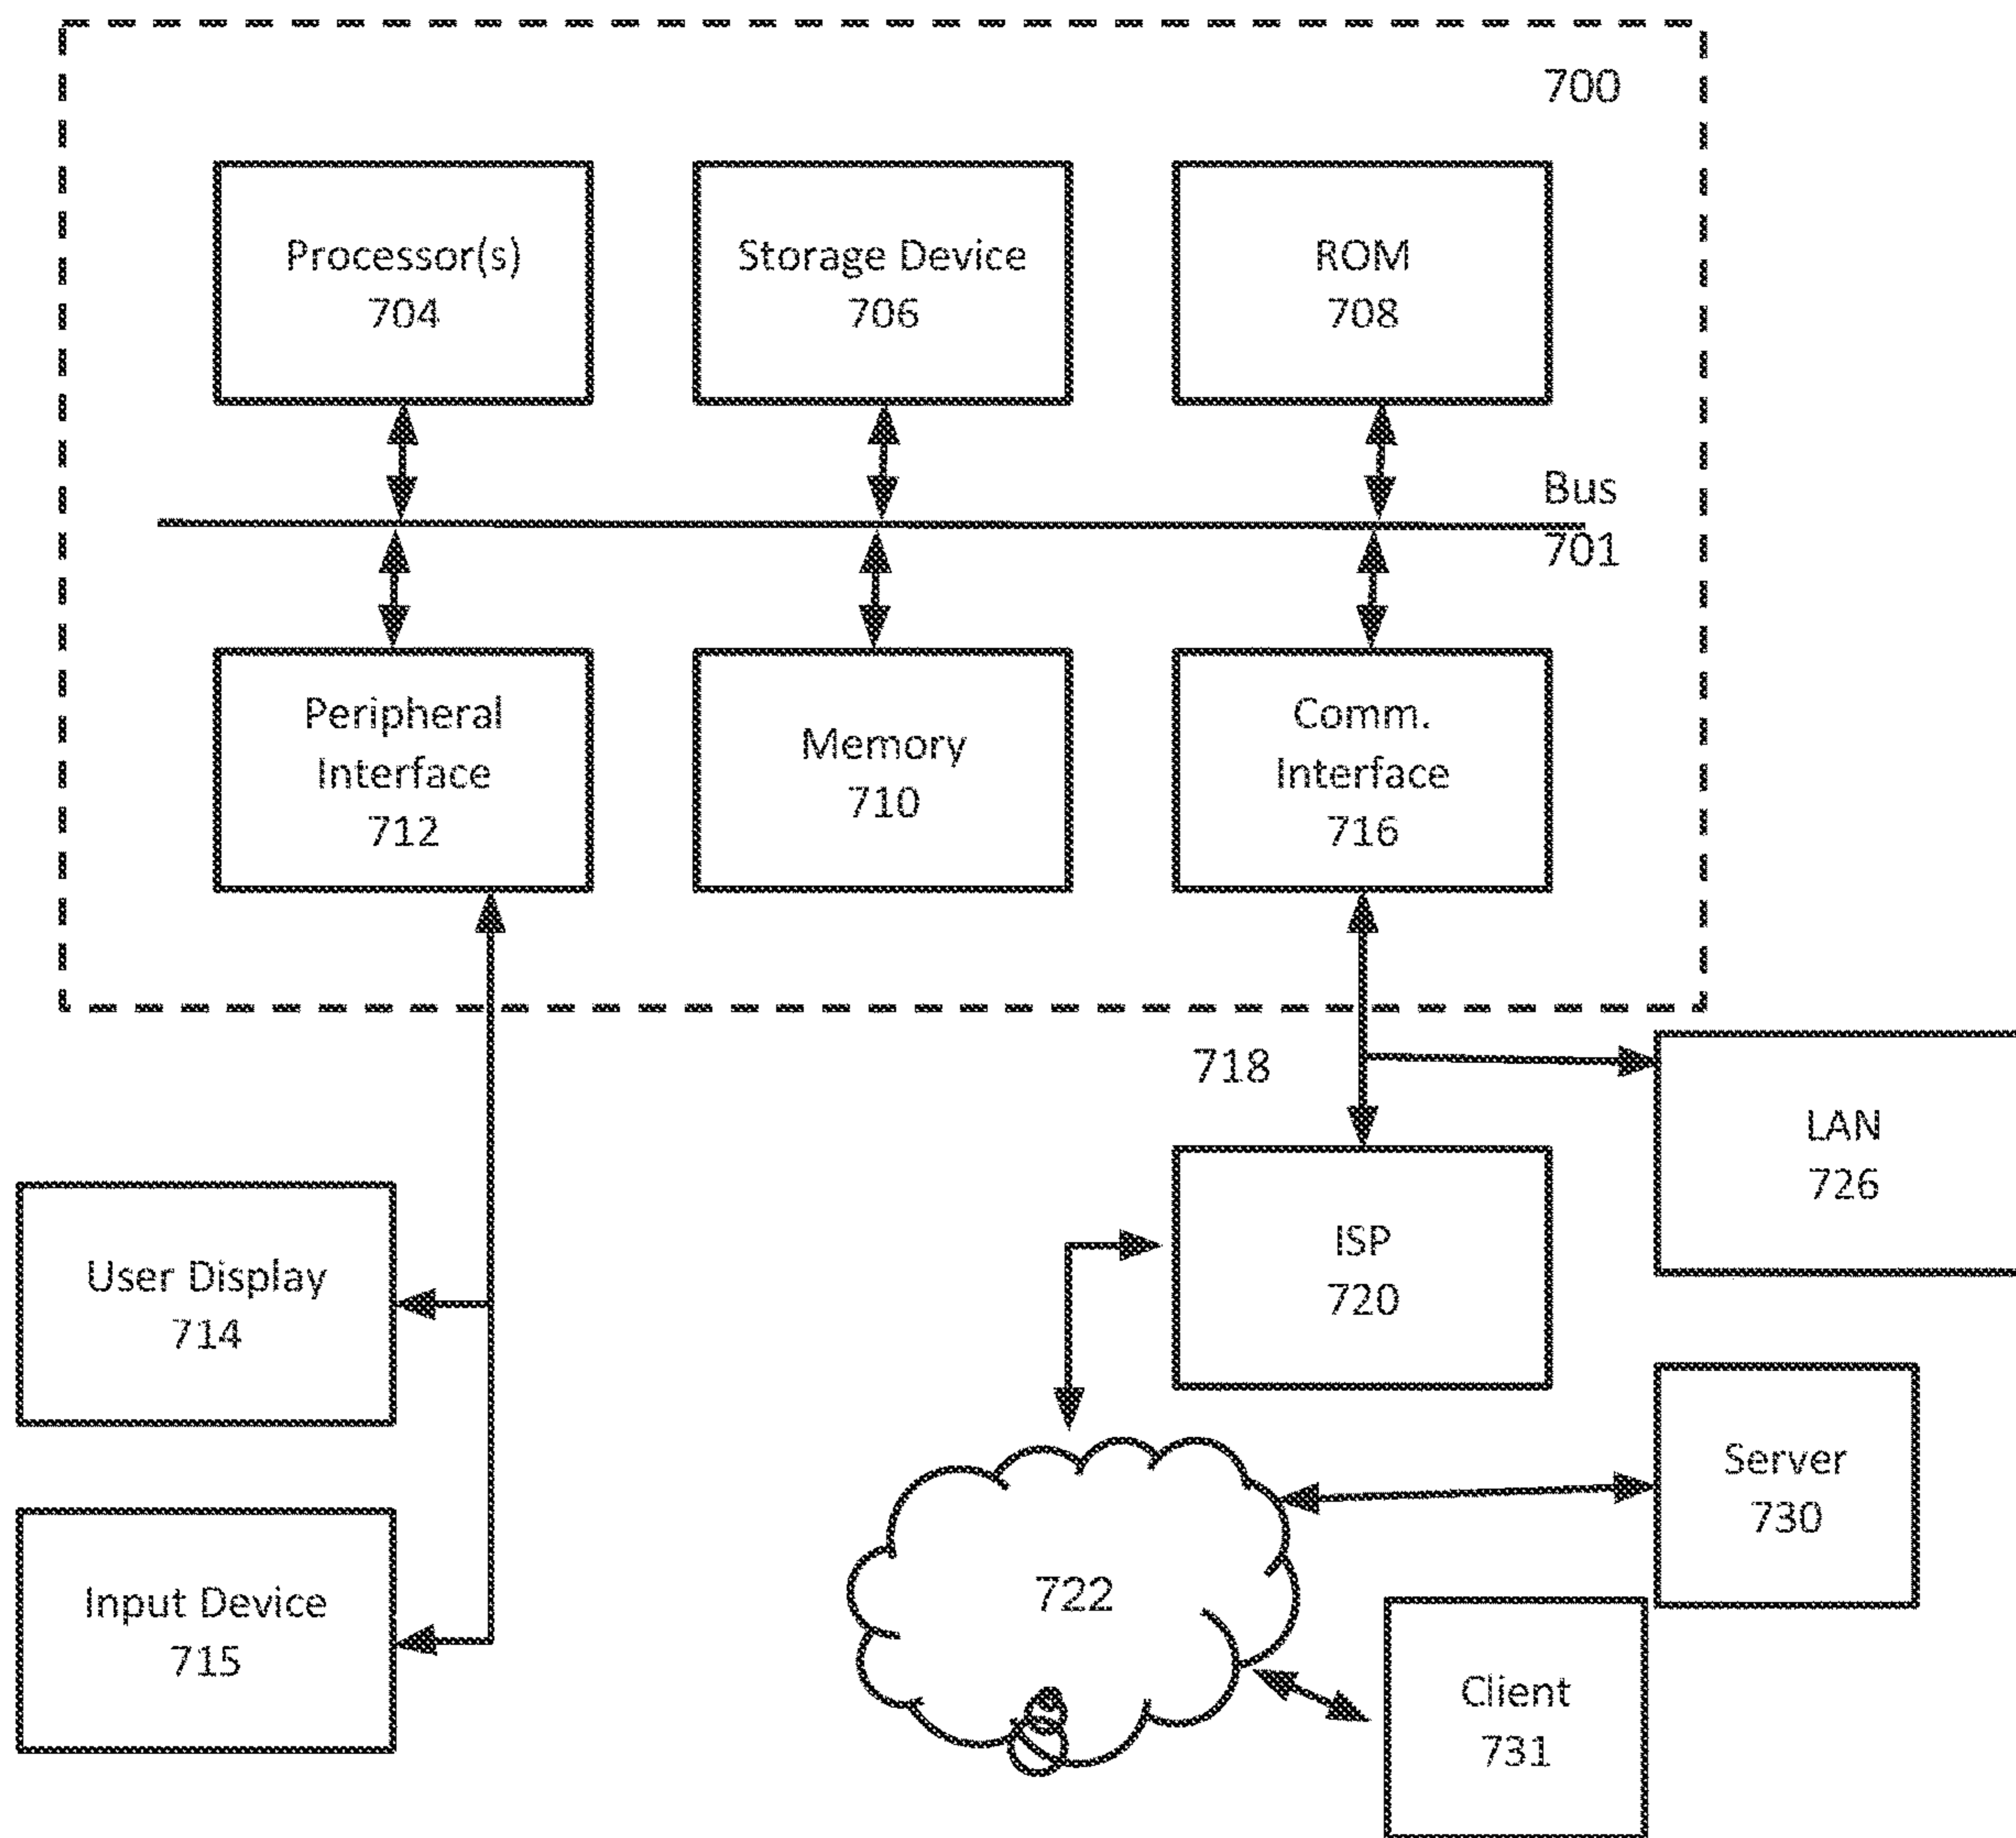 700
Processor(s)
704
Storage Device
706
ROM
708
Bus
701
Peripheral
Interface
712
Memory
710
Comm.
Interface
716
718
LAN
726
User Display
714
ISP
720
Server
730
Input Device
715
722
Client
731